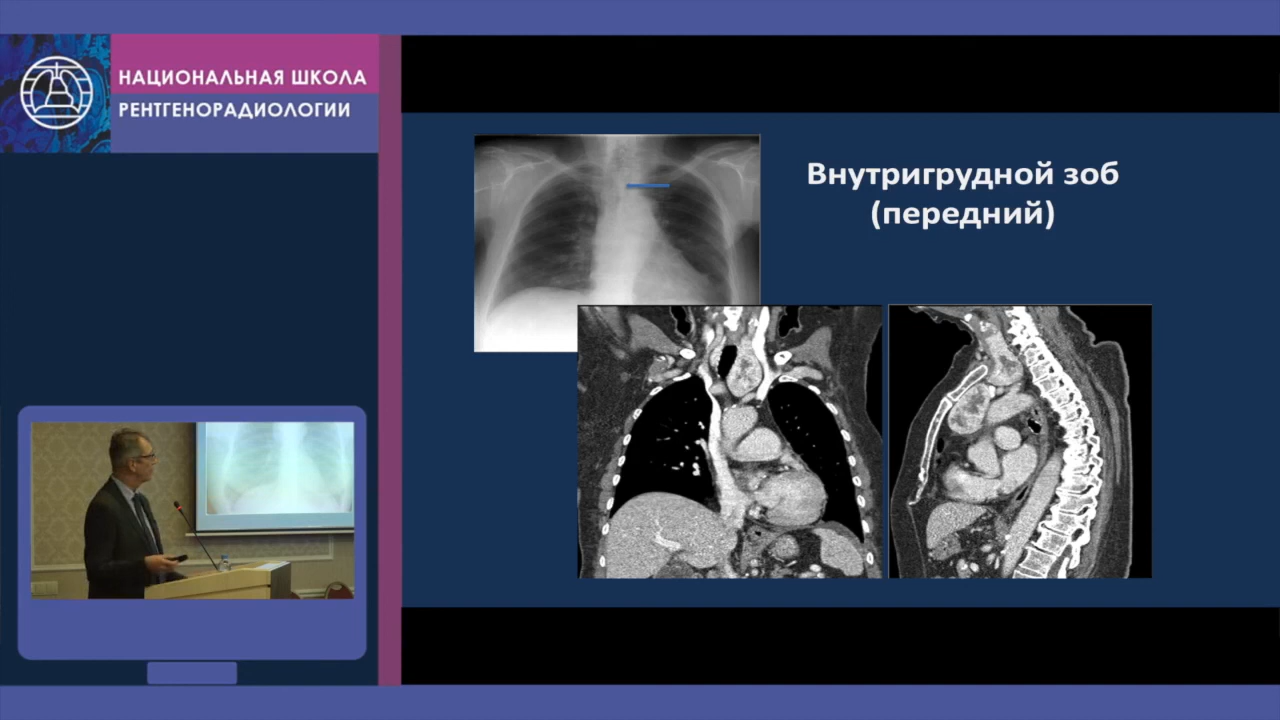 НАЦИОНАЛЬНАЯ ШКОЛА
РЕНТГЕНОРАДИОЛОГИИ
Внутригрудной зоб
(передний)